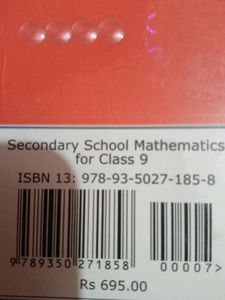 Secondary School Mathematics
for Class 9
ISBN 13: 978-93-5027-185-8
9 789350 271858
00007>
Rs 695.00